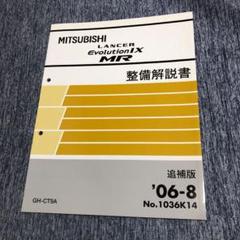 MITSUBISHI
LANCER
Evolution IX
MR
整備解説書
追補版
'06-8
GH-CT9A
No.1036K14